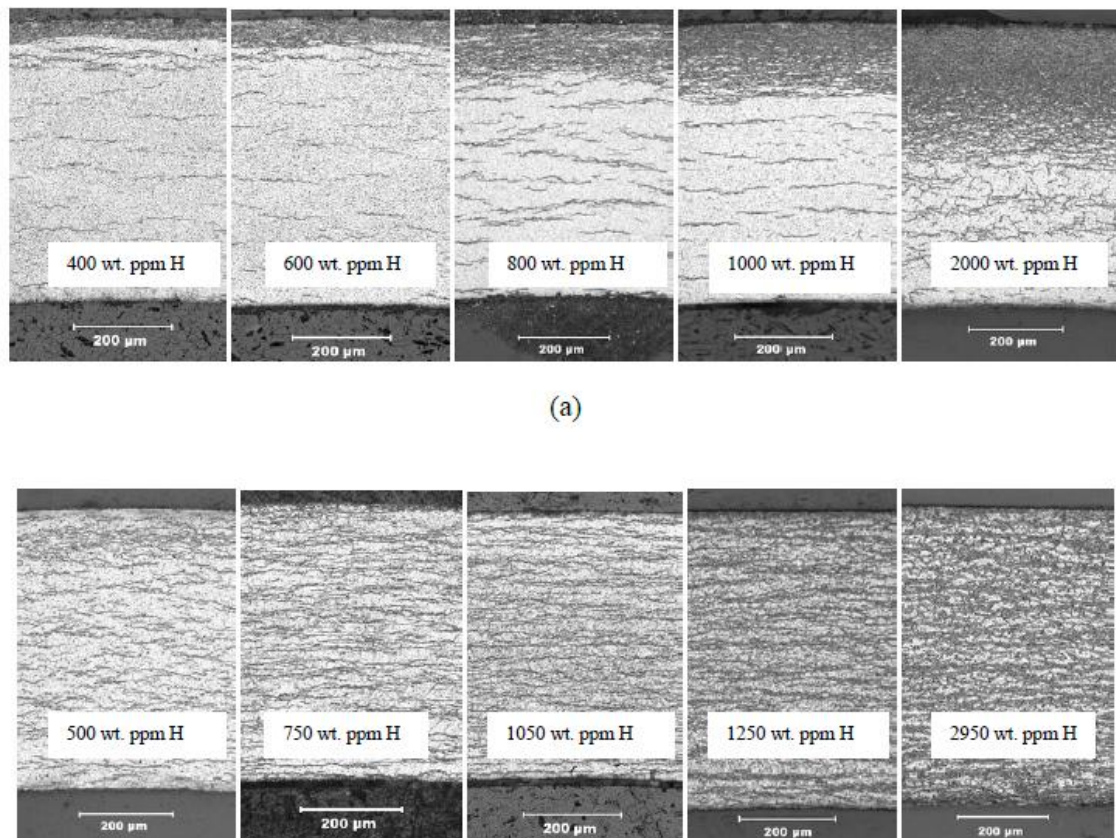 400 wt. ppm H
600 wt. ppm H
800 wt. ppm H
1000 wt. ppm H
2000 wt. ppm H
200 µm
200 µm
200 µm
200 µm
200 µm
(a)
500 wt. ppm H
750 wt. ppm H
1050 wt. ppm H
1250 wt. ppm H
2950 wt. ppm H
200 µm
200 µm
200 µm
200 µm
200 µm